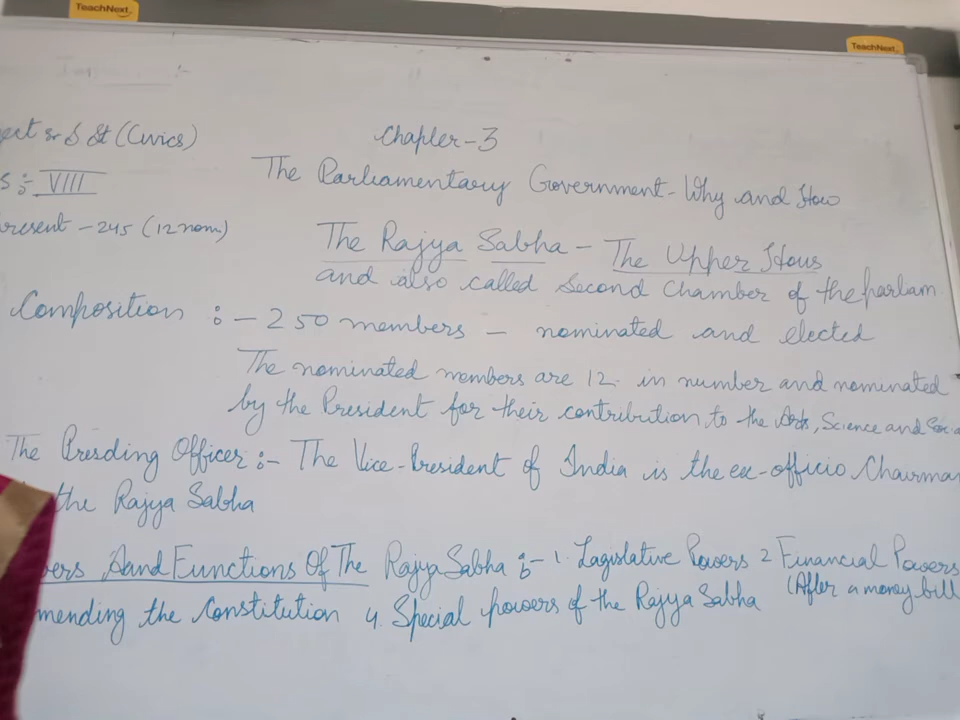 TeachNext
TeachNext
ject :- S St (Civics)
Chapter-3
s :- VIII
The Parliamentary Government - Why and How
resent - 245 (12 nom.)
The Rajya Sabha - The Upper Hous
and also called Second Chamber of the parliam
Composition :- 250 members - nominated and elected
The nominated members are 12 in number and nominated
by the President for their contribution to the Arts, Science and Soci
The Presding Officer :- The Vice-President of India is the ex-officio Chairman
the Rajya Sabha
ers Aand Functions Of The Rajya Sabha :- 1. Lagislative Powers 2 Financial Powers
(After a money bill
mending the Constitution 4. Special powers of the Rajya Sabha